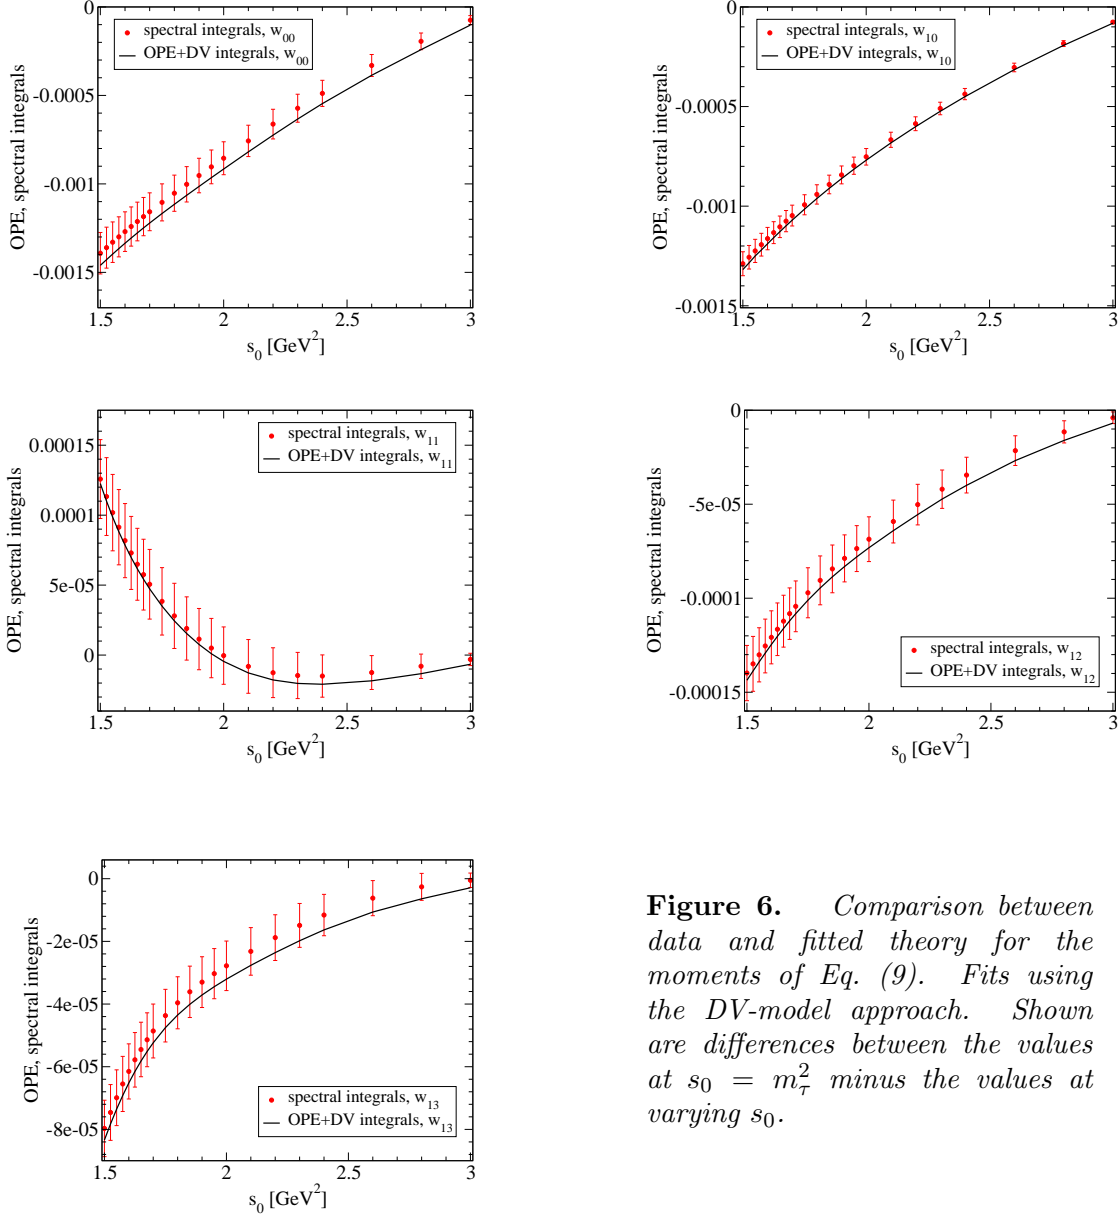 0
-0.0005
-0.001
-0.0015
OPE, spectral integrals
spectral integrals, w00
OPE+DV integrals, w00
1.5 2 2.5 3
s0 [GeV2]
0
-0.0005
-0.001
-0.0015
OPE, spectral integrals
spectral integrals, w10
OPE+DV integrals, w10
1.5 2 2.5 3
s0 [GeV2]
0.00015
0.0001
5e-05
0
OPE, spectral integrals
spectral integrals, w11
OPE+DV integrals, w11
1.5 2 2.5 3
s0 [GeV2]
0
-5e-05
-0.0001
-0.00015
OPE, spectral integrals
spectral integrals, w12
OPE+DV integrals, w12
1.5 2 2.5 3
s0 [GeV2]
0
-2e-05
-4e-05
-6e-05
-8e-05
OPE, spectral integrals
spectral integrals, w13
OPE+DV integrals, w13
1.5 2 2.5 3
s0 [GeV2]
Figure 6. Comparison between
data and fitted theory for the
moments of Eq. (9). Fits using
the DV-model approach. Shown
are differences between the values
at s0 = mτ2 minus the values at
varying s0.